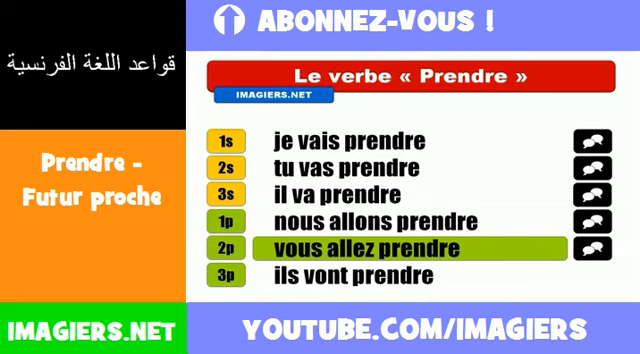 ABONNEZ-VOUS !
قواعد اللغة الفرنسية
Le verbe « Prendre »
IMAGIERS.NET
Prendre -
Futur proche
1s je vais prendre
2s tu vas prendre
3s il va prendre
1p nous allons prendre
2p vous allez prendre
3p ils vont prendre
IMAGIERS.NET
YOUTUBE.COM/IMAGIERS